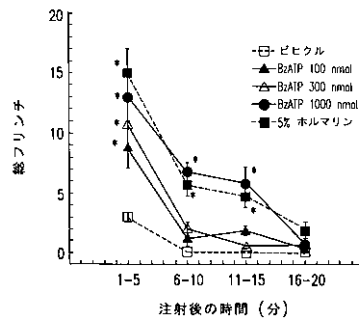 総フリンチ
20
15
10
5
0
ビヒクル
BzATP 100 nmol
BzATP 300 nmol
BzATP 1000 nmol
5% ホルマリン
*
*
*
*
*
*
*
*
1-5
6-10
11-15
16-20
注射後の時間 (分)